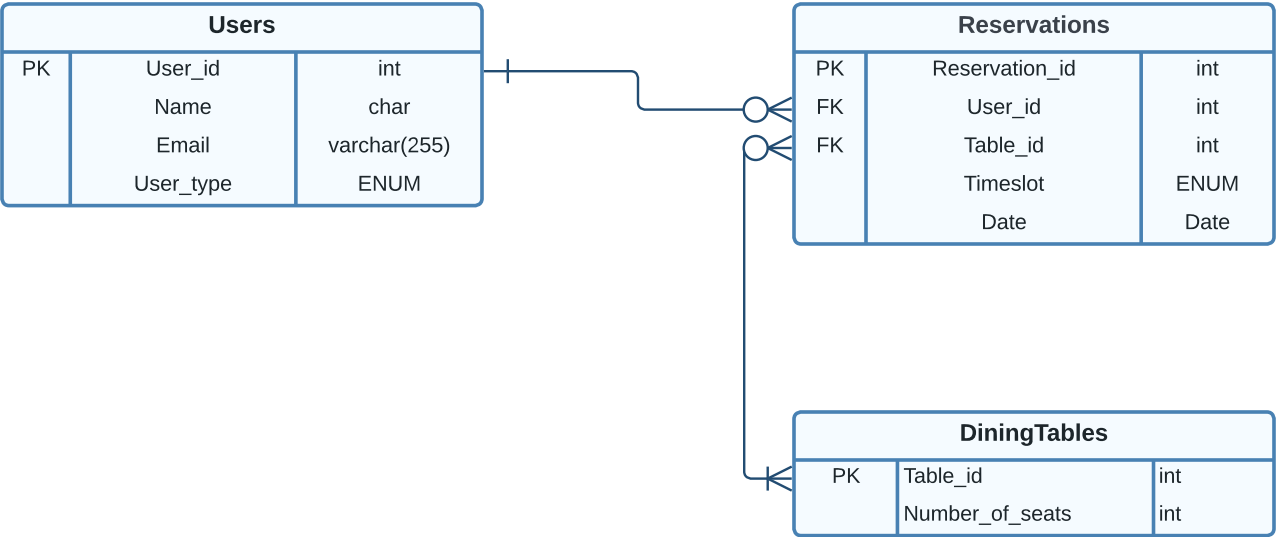 Users
PK User_id int
Name char
Email varchar(255)
User_type ENUM
Reservations
PK Reservation_id int
FK User_id int
FK Table_id int
Timeslot ENUM
Date Date
DiningTables
PK Table_id int
Number_of_seats int